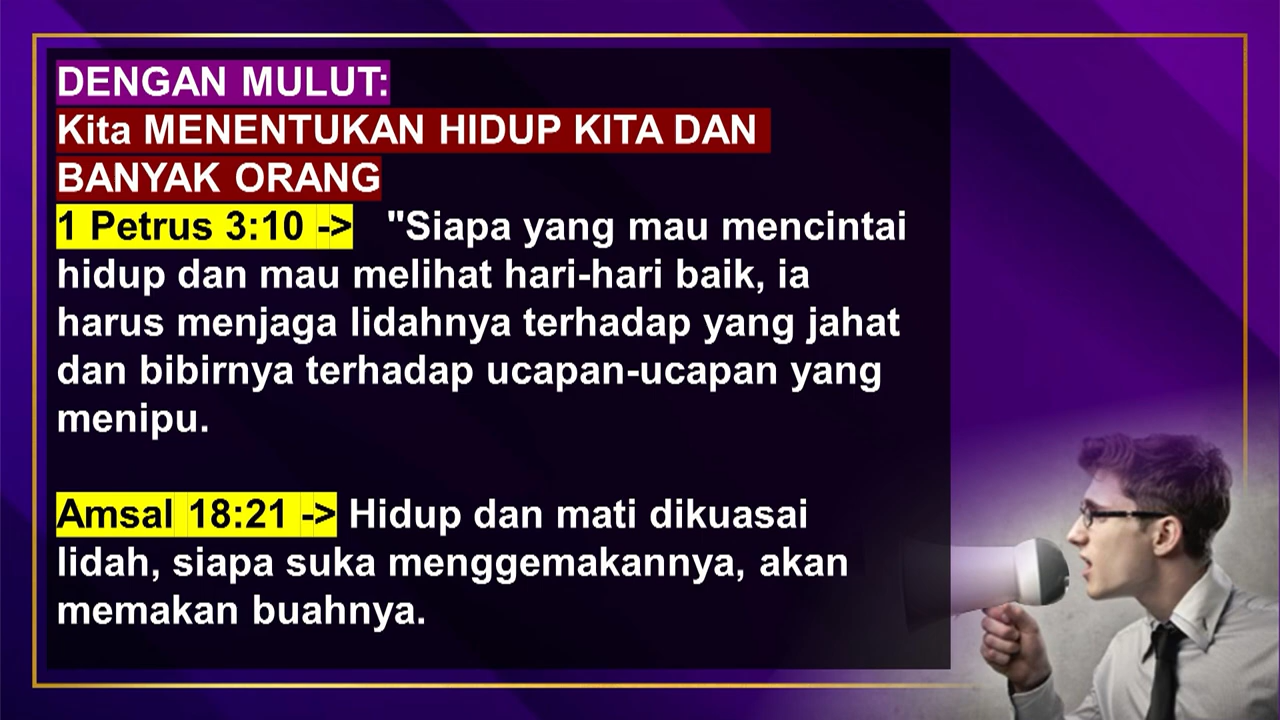 DENGAN MULUT:
Kita MENENTUKAN HIDUP KITA DAN
BANYAK ORANG
1 Petrus 3:10 -> "Siapa yang mau mencintai
hidup dan mau melihat hari-hari baik, ia
harus menjaga lidahnya terhadap yang jahat
dan bibirnya terhadap ucapan-ucapan yang
menipu.
Amsal 18:21 -> Hidup dan mati dikuasai
lidah, siapa suka menggemakannya, akan
memakan buahnya.